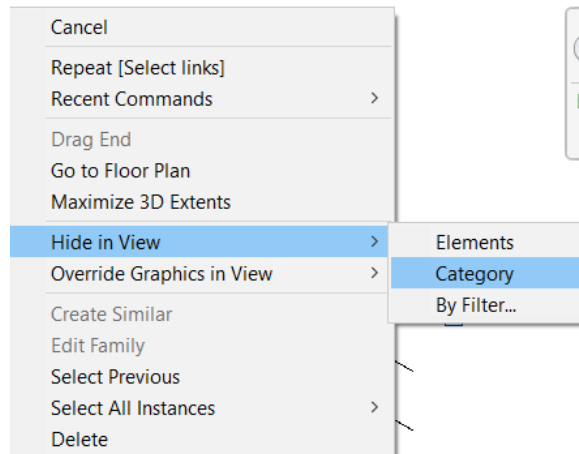 Cancel
Repeat [Select links]
Recent Commands
Drag End
Go to Floor Plan
Maximize 3D Extents
Hide in View
Elements
Override Graphics in View
Category
By Filter...
Create Similar
Edit Family
Select Previous
Select All Instances
Delete